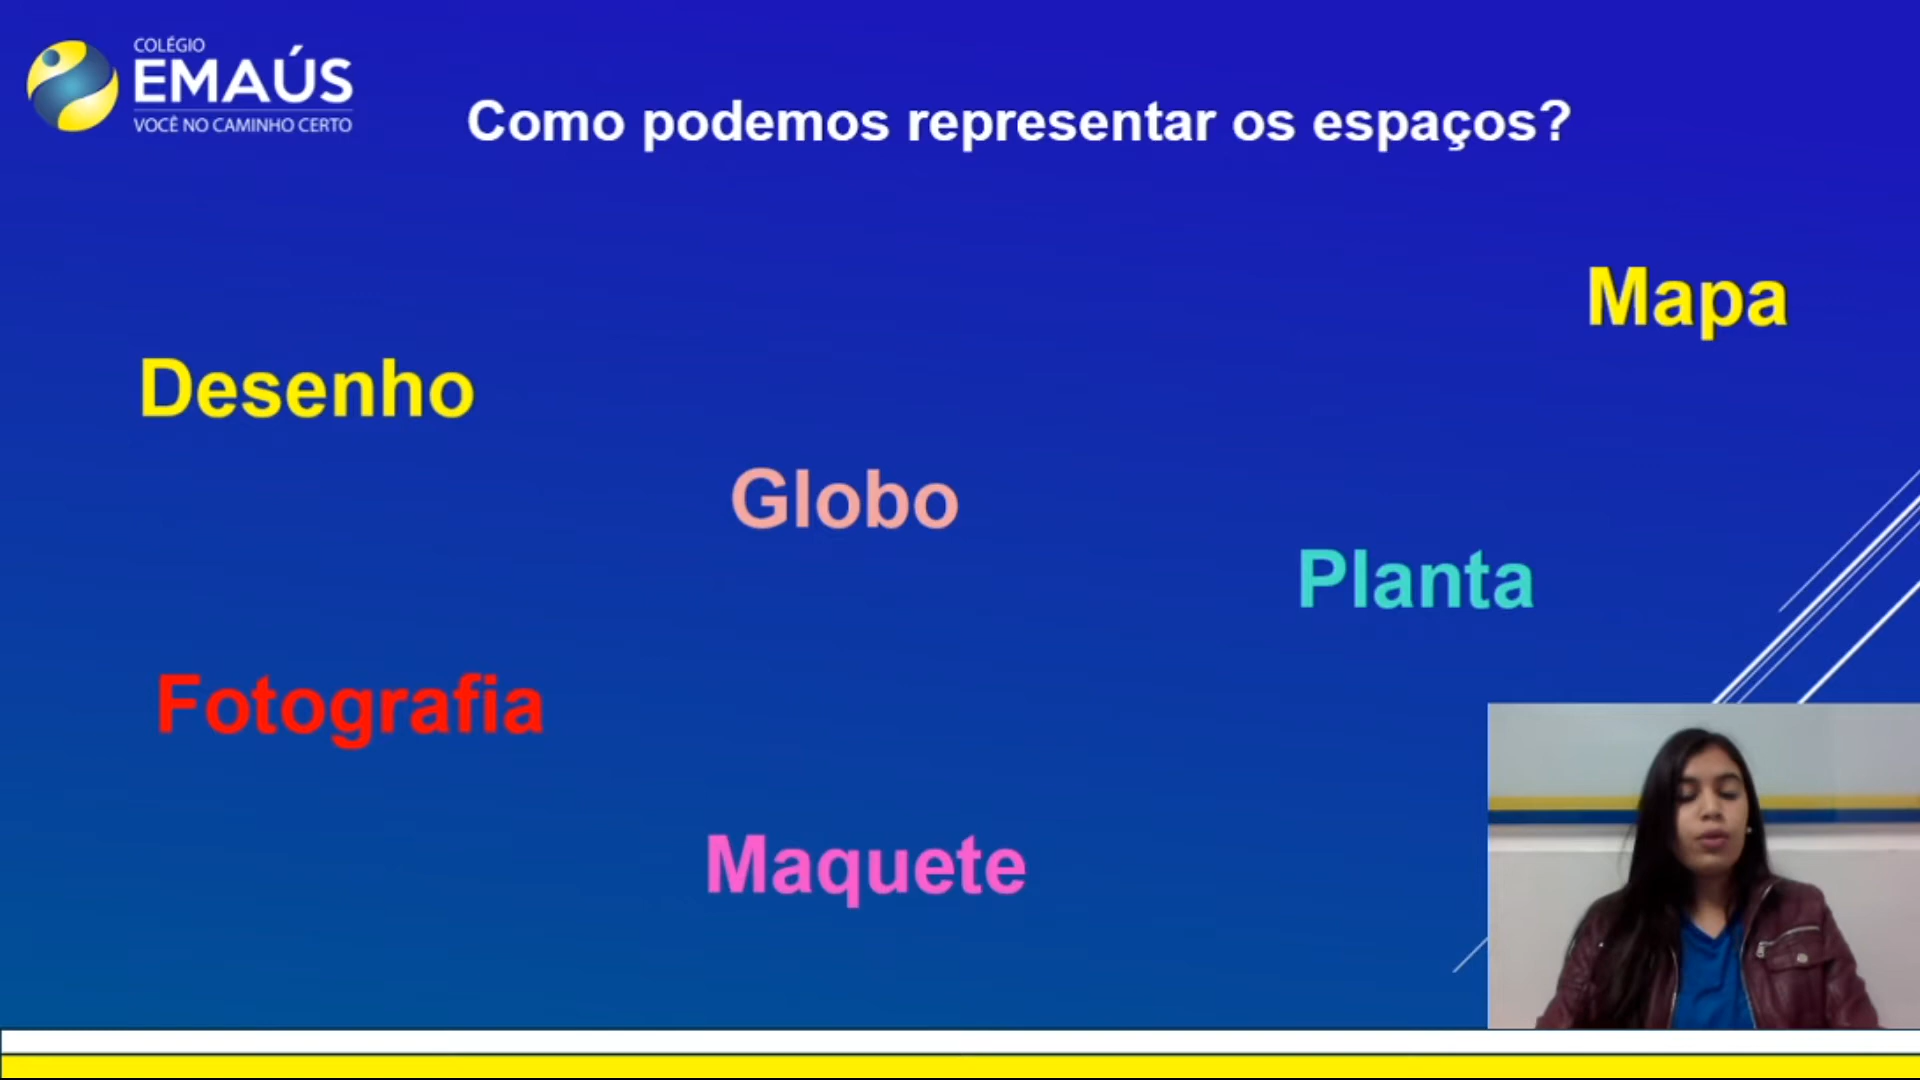 COLÉGIO
EMAÚS
VOCÊ NO CAMINHO CERTO
Como podemos representar os espaços?
Mapa
Desenho
Globo
Planta
Fotografia
Maquete